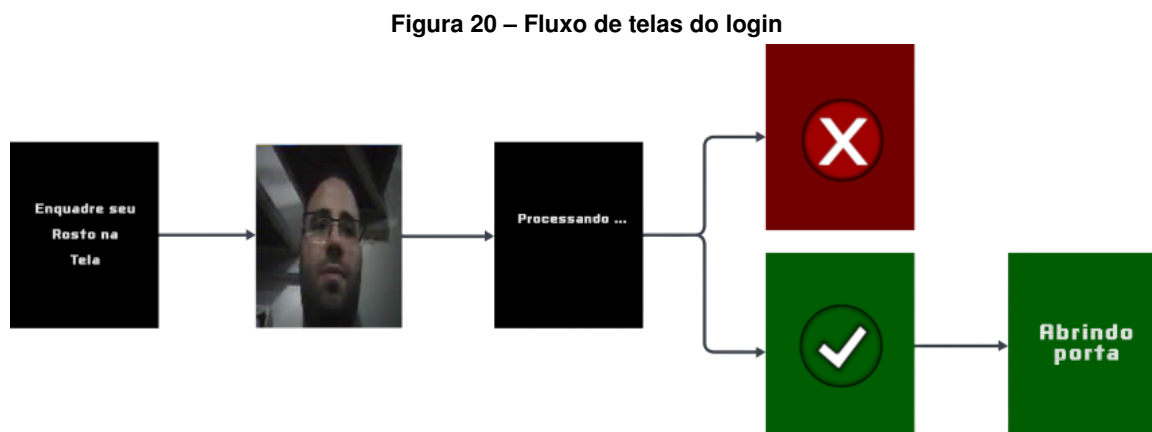 Figura 20 – Fluxo de telas do login
Enquadre seu
Rosto na
Tela
Processando ...
Abrindo
porta